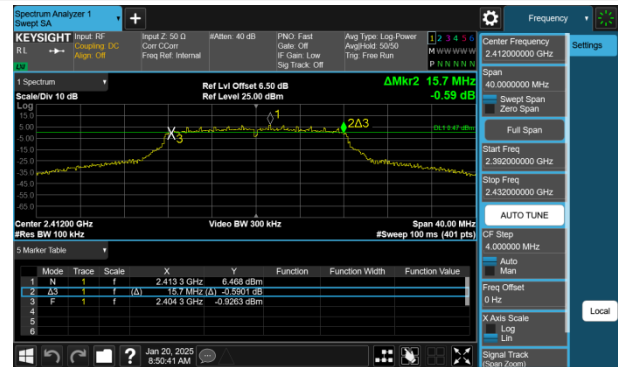 Spectrum Analyzer 1
Swept SA
Frequency
KEYSIGHT
RL
LXI
Input: RF
Coupling: DC
Align: Off
Input Z: 50 Ω
Corr CCorr
Freq Ref: Internal
#Atten: 40 dB
PNO: Fast
Gate: Off
IF Gain: Low
Sig Track: Off
Avg Type: Log-Power
Avg|Hold: 50/50
Trig: Free Run
1 2 3 4 5 6
M W W W W W
P N N N N N
1 Spectrum
Scale/Div 10 dB
Log
Ref Lvl Offset 6.50 dB
Ref Level 25.00 dBm
ΔMkr2 15.7 MHz
-0.59 dB
15.0
5.00
-5.00
-15.0
-25.0
-35.0
-45.0
-55.0
-65.0
1
2Δ3
3
DL1 0.47 dBm
Center 2.41200 GHz
#Res BW 100 kHz
Video BW 300 kHz
Span 40.00 MHz
#Sweep 100 ms (401 pts)
5 Marker Table
Mode Trace Scale X Y Function Function Width Function Value
1 N 1 f 2.413 3 GHz 6.468 dBm
2 Δ3 1 f (Δ) 15.7 MHz (Δ) -0.5901 dB
3 F 1 f 2.404 3 GHz -0.9263 dBm
4
5
6
?
Jan 20, 2025
8:50:41 AM
Center Frequency
2.412000000 GHz
Span
40.0000000 MHz
Swept Span
Zero Span
Full Span
Start Freq
2.392000000 GHz
Stop Freq
2.432000000 GHz
AUTO TUNE
CF Step
4.000000 MHz
Auto
Man
Freq Offset
0 Hz
X Axis Scale
Log
Lin
Signal Track
(Span Zoom)
Settings
Local